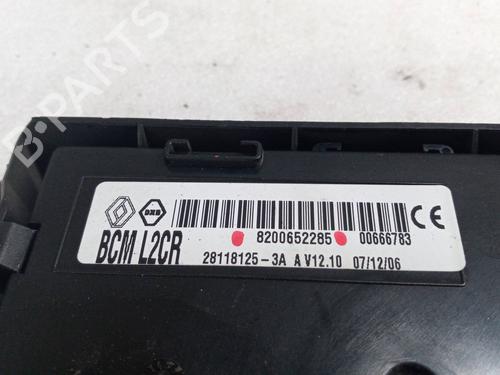 B-PARTS
BCM L2CR
8200652285 00666783
28118125-3A A V12.10 07/12/06
CE